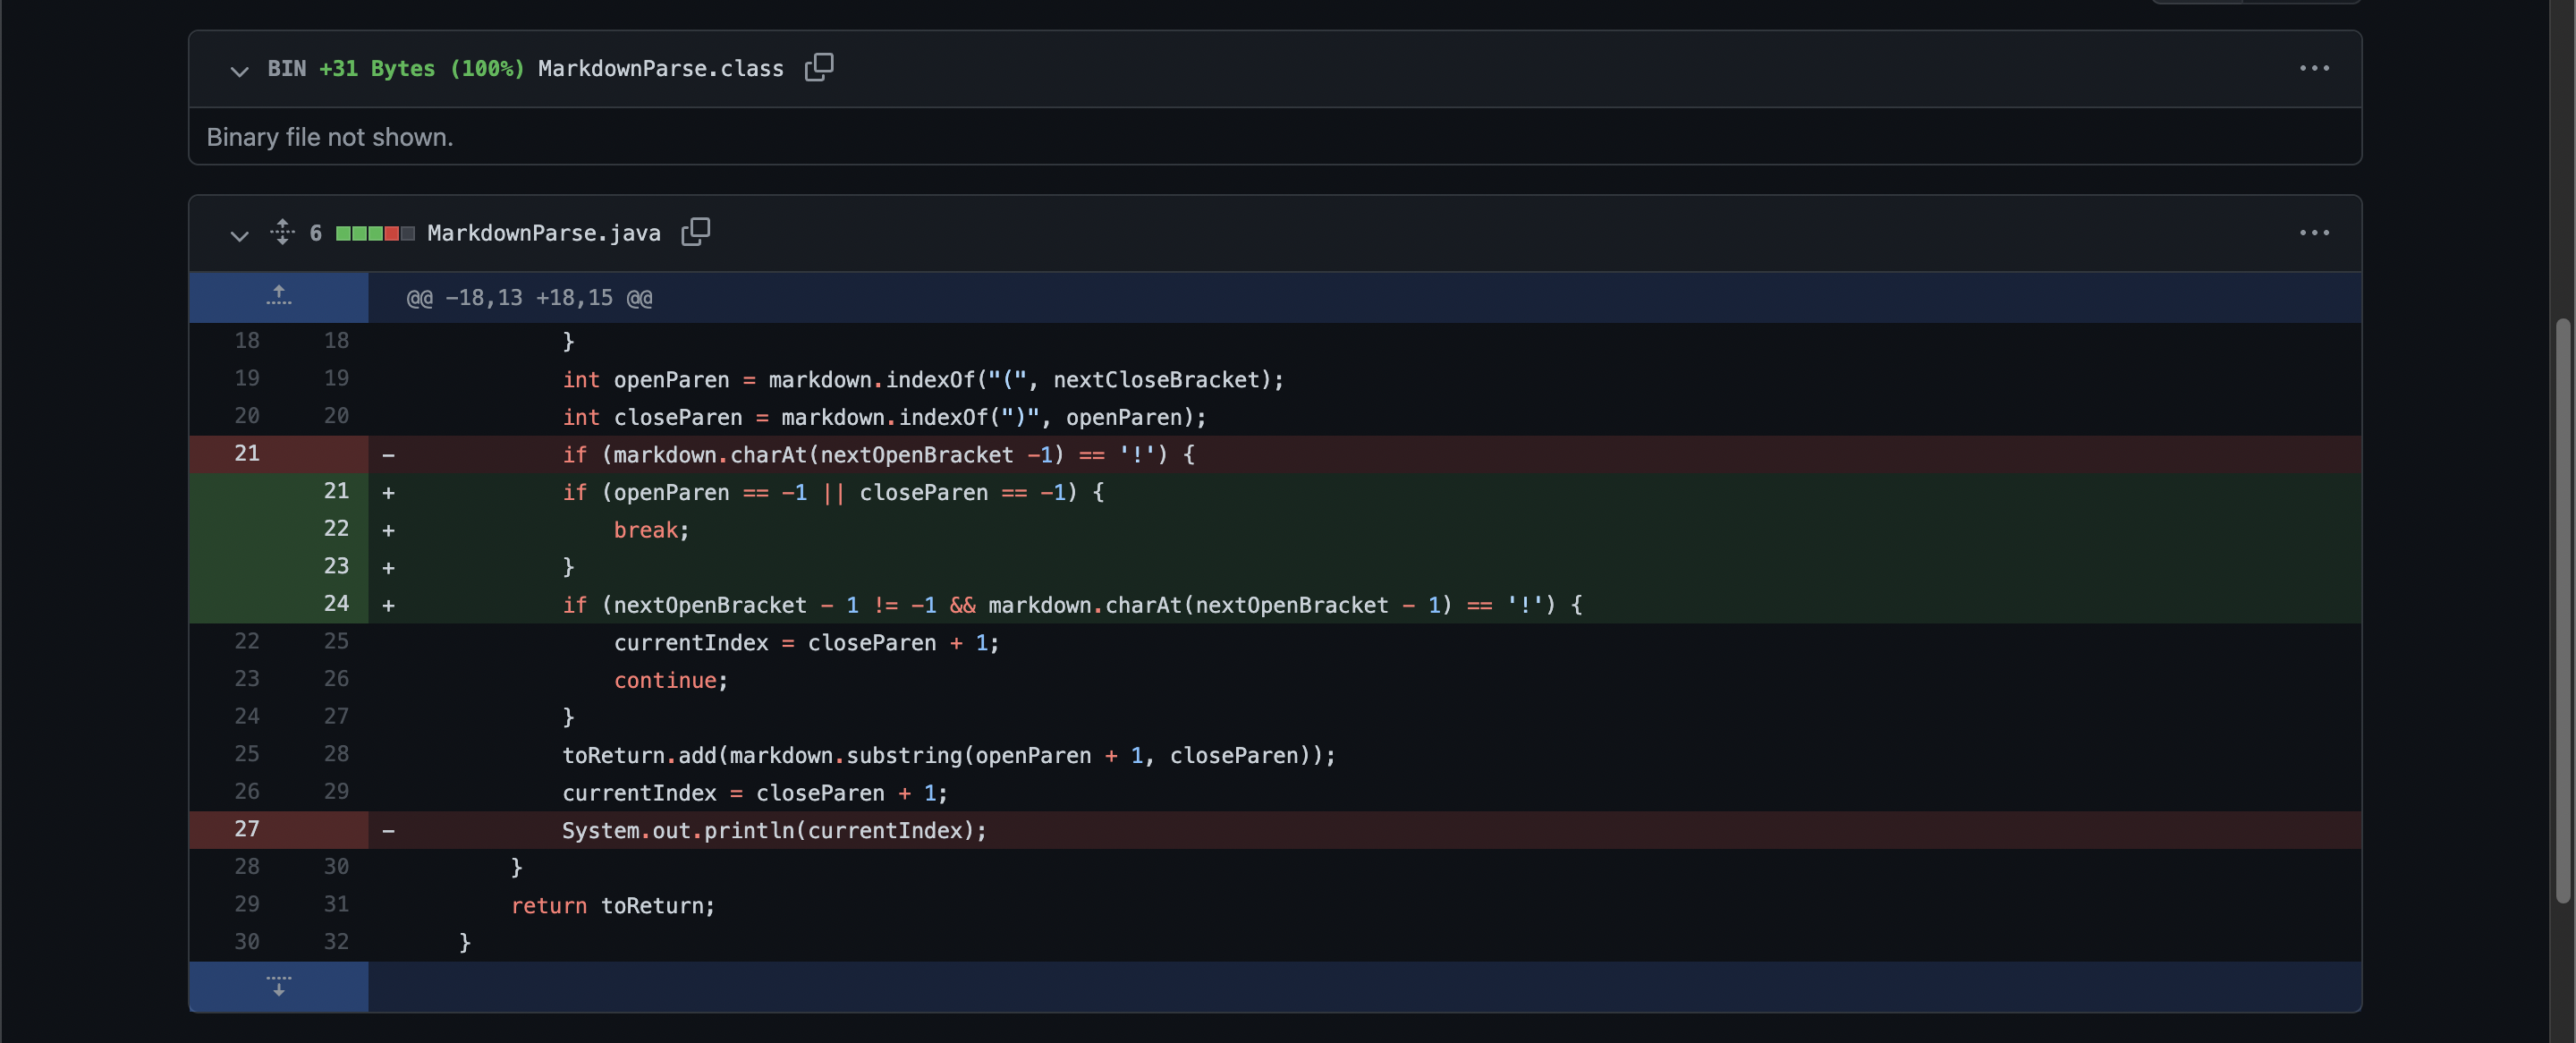 BIN +31 Bytes (100%) MarkdownParse.class
Binary file not shown.
6 MarkdownParse.java
@@ -18,13 +18,15 @@
18 18 }
19 19 int openParen = markdown.indexOf("(", nextCloseBracket);
20 20 int closeParen = markdown.indexOf(")", openParen);
21 - if (markdown.charAt(nextOpenBracket -1) == '!') {
21 + if (openParen == -1 || closeParen == -1) {
22 + break;
23 + }
24 + if (nextOpenBracket - 1 != -1 && markdown.charAt(nextOpenBracket - 1) == '!') {
22 25 currentIndex = closeParen + 1;
23 26 continue;
24 27 }
25 28 toReturn.add(markdown.substring(openParen + 1, closeParen));
26 29 currentIndex = closeParen + 1;
27 - System.out.println(currentIndex);
28 30 }
29 31 return toReturn;
30 32 }